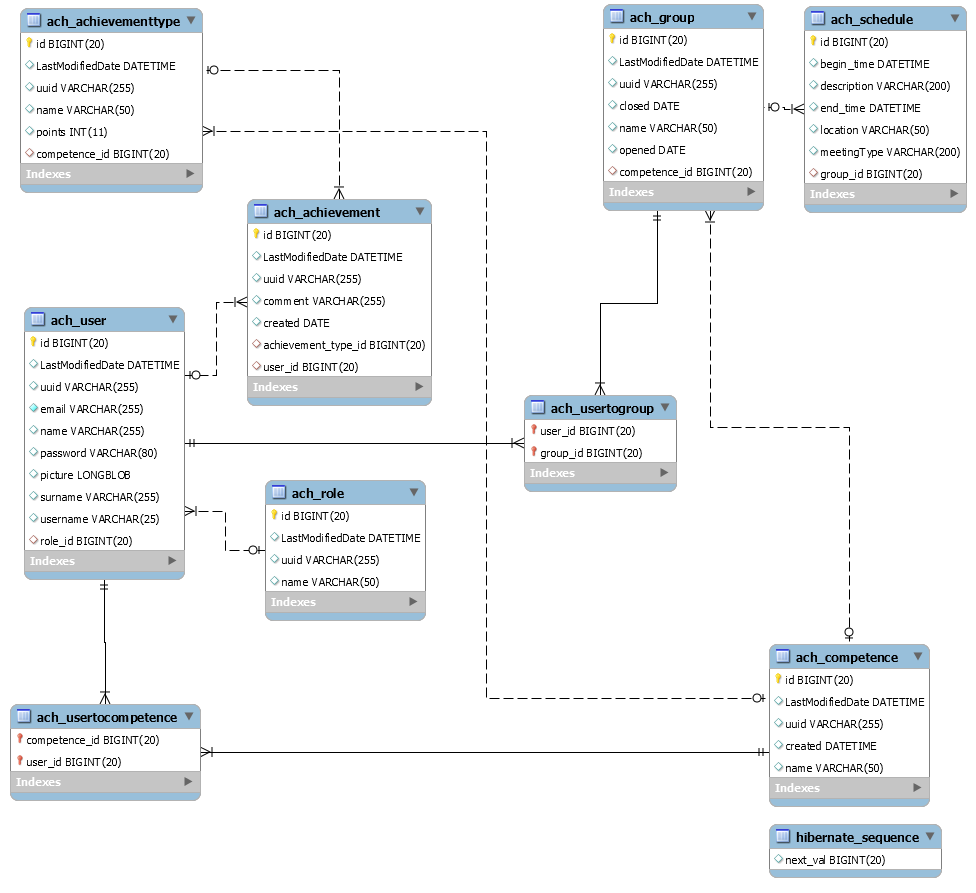 ach_achievementtype
id BIGINT(20)
LastModifiedDate DATETIME
uuid VARCHAR(255)
name VARCHAR(50)
points INT(11)
competence_id BIGINT(20)
Indexes
ach_group
id BIGINT(20)
LastModifiedDate DATETIME
uuid VARCHAR(255)
closed DATE
name VARCHAR(50)
opened DATE
competence_id BIGINT(20)
Indexes
ach_schedule
id BIGINT(20)
begin_time DATETIME
description VARCHAR(200)
end_time DATETIME
location VARCHAR(50)
meetingType VARCHAR(200)
group_id BIGINT(20)
Indexes
ach_achievement
id BIGINT(20)
LastModifiedDate DATETIME
uuid VARCHAR(255)
comment VARCHAR(255)
created DATE
achievement_type_id BIGINT(20)
user_id BIGINT(20)
Indexes
ach_user
id BIGINT(20)
LastModifiedDate DATETIME
uuid VARCHAR(255)
email VARCHAR(255)
name VARCHAR(255)
password VARCHAR(80)
picture LONGBLOB
surname VARCHAR(255)
username VARCHAR(25)
role_id BIGINT(20)
Indexes
ach_usertogroup
user_id BIGINT(20)
group_id BIGINT(20)
Indexes
ach_role
id BIGINT(20)
LastModifiedDate DATETIME
uuid VARCHAR(255)
name VARCHAR(50)
Indexes
ach_usertocompetence
competence_id BIGINT(20)
user_id BIGINT(20)
Indexes
ach_competence
id BIGINT(20)
LastModifiedDate DATETIME
uuid VARCHAR(255)
created DATETIME
name VARCHAR(50)
Indexes
hibernate_sequence
next_val BIGINT(20)